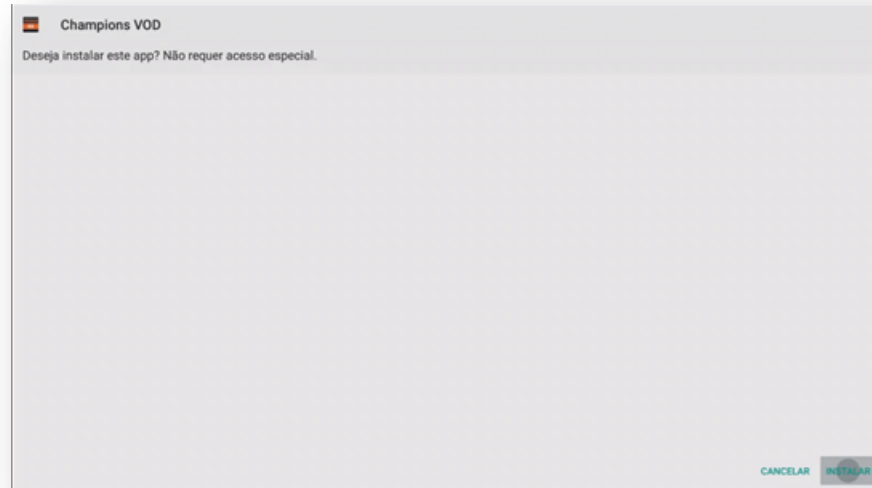 Champions VOD
Deseja instalar este app? Não requer acesso especial.
CANCELAR INSTALAR